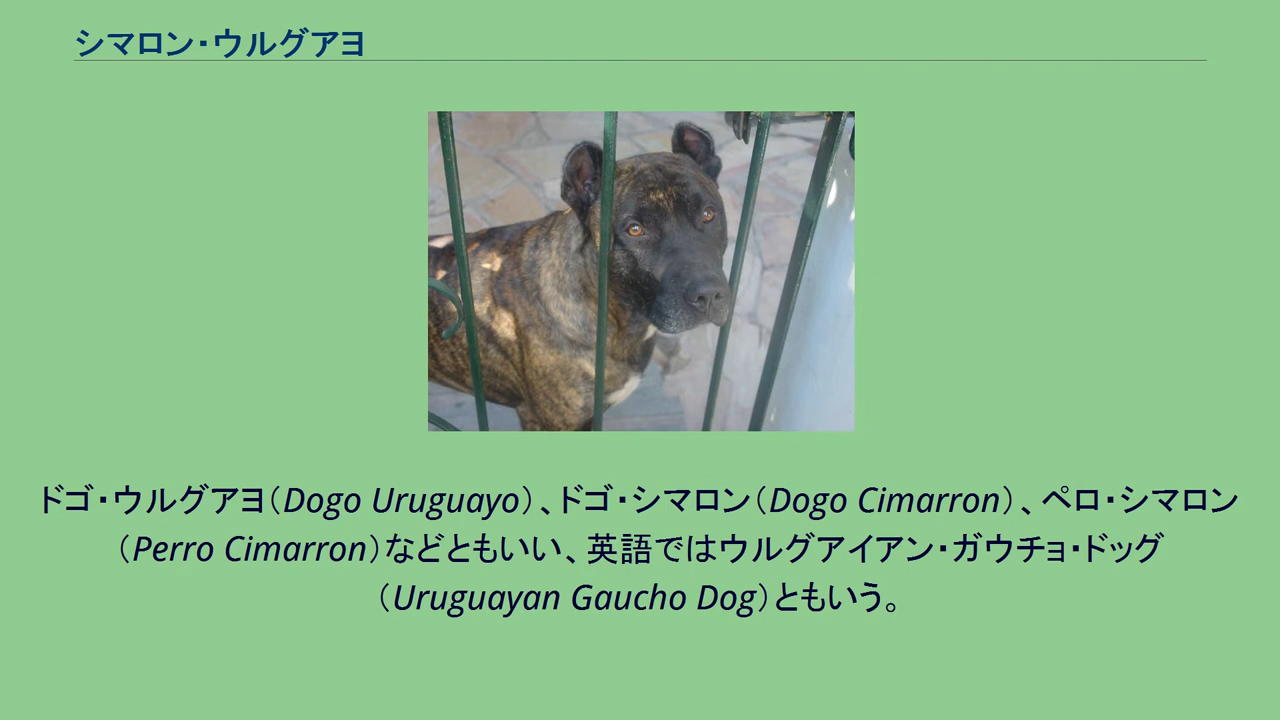 シマロン・ウルグアヨ
ドゴ・ウルグアヨ（Dogo Uruguayo）、ドゴ・シマロン（Dogo Cimarron）、ペロ・シマロン
（Perro Cimarron）などともいい、英語ではウルグアイアン・ガウチョ・ドッグ
（Uruguayan Gaucho Dog）ともいう。